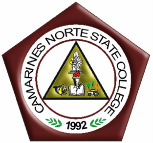 CAMARINES NORTE STATE COLLEGE
1992